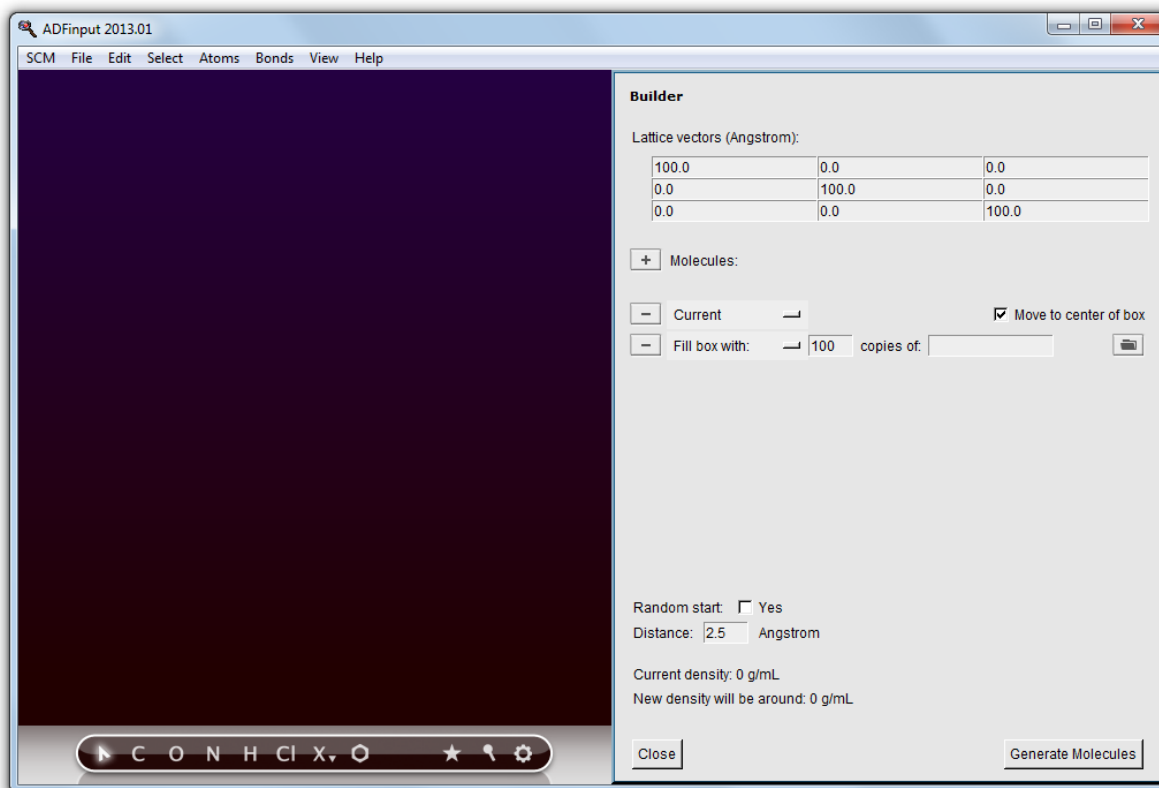 ADFinput 2013.01
SCM File Edit Select Atoms Bonds View Help
Builder
Lattice vectors (Angstrom):
100.0 0.0 0.0
0.0 100.0 0.0
0.0 0.0 100.0
+ Molecules:
− Current Move to center of box
− Fill box with: 100 copies of:
Random start: Yes
Distance: 2.5 Angstrom
Current density: 0 g/mL
New density will be around: 0 g/mL
Close Generate Molecules
C O N H Cl X